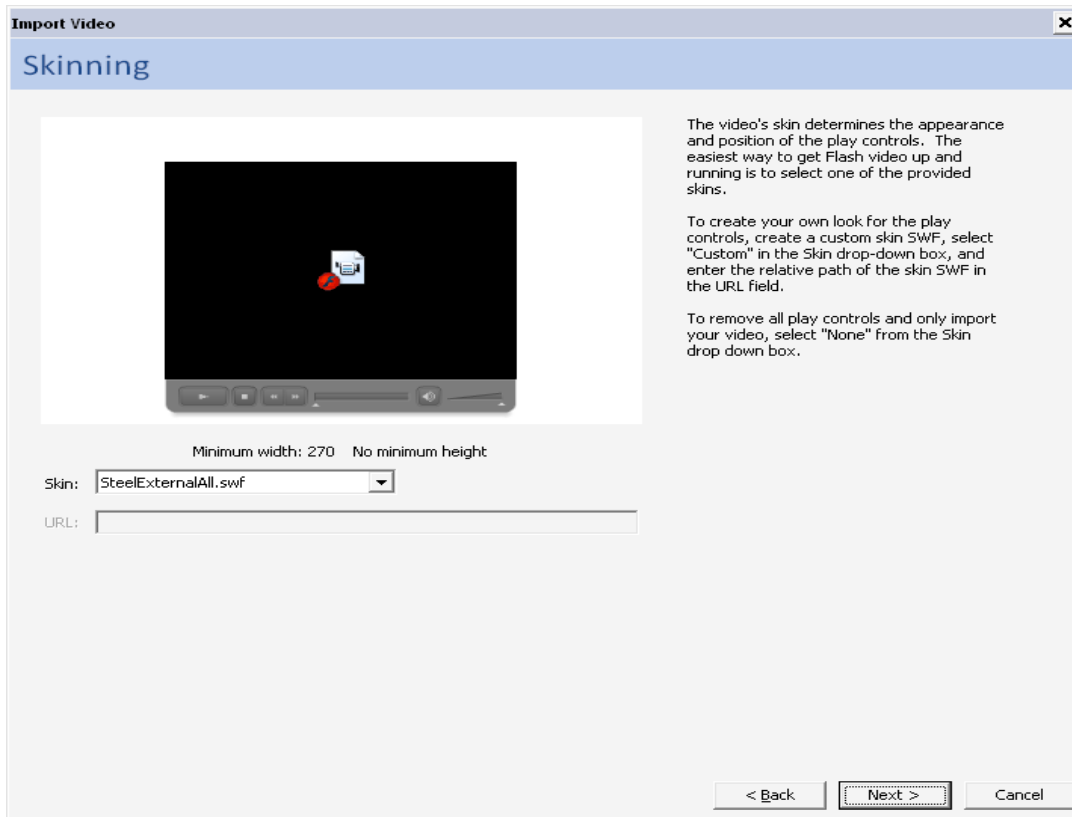 Import Video
Skinning
The video's skin determines the appearance
and position of the play controls.  The
easiest way to get Flash video up and
running is to select one of the provided
skins.
To create your own look for the play
controls, create a custom skin SWF, select
"Custom" in the Skin drop-down box, and
enter the relative path of the skin SWF in
the URL field.
To remove all play controls and only import
your video, select "None" from the Skin
drop down box.
Minimum width: 270    No minimum height
Skin: SteelExternalAll.swf
URL:
< Back    Next >    Cancel